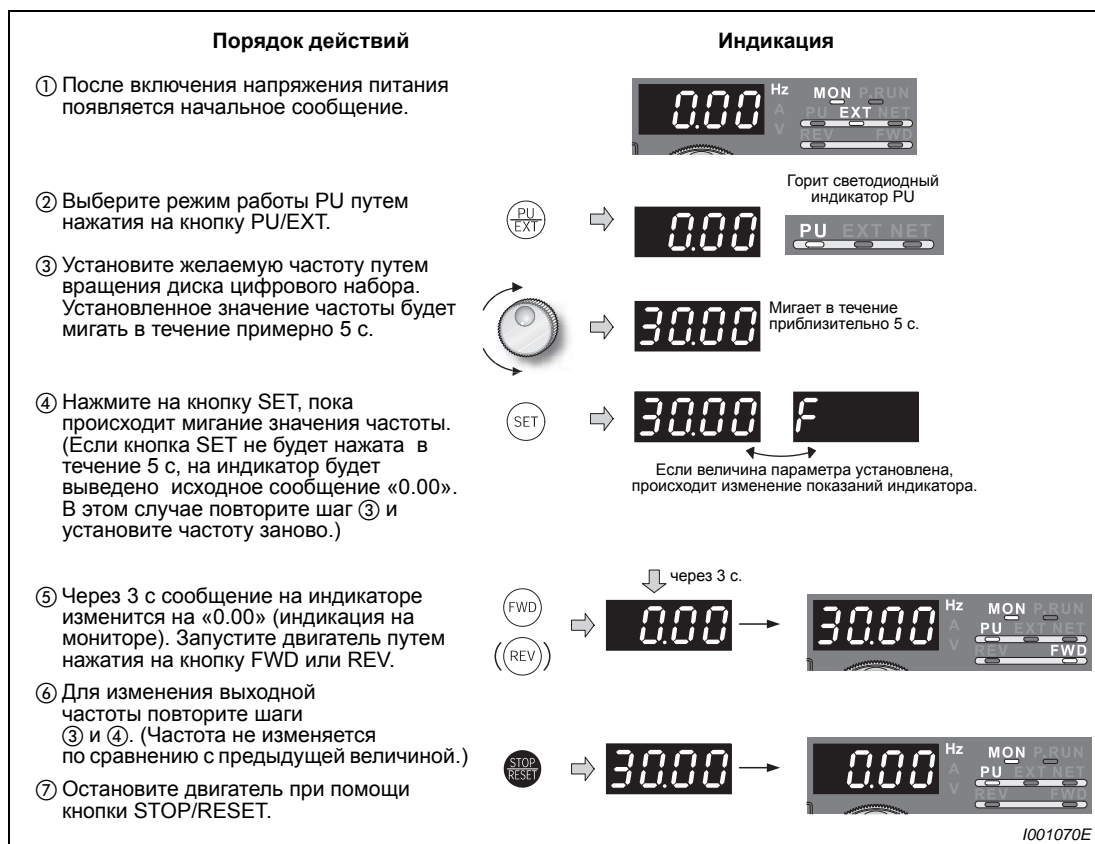 Порядок действий
Индикация
① После включения напряжения питания
появляется начальное сообщение.
0.00
Hz
A
V
MON P.RUN
PU EXT NET
REV FWD
② Выберите режим работы PU путем
нажатия на кнопку PU/EXT.
PU
EXT
0.00
Горит светодиодный
индикатор PU
PU EXT NET
③ Установите желаемую частоту путем
вращения диска цифрового набора.
Установленное значение частоты будет
мигать в течение примерно 5 с.
30.00
Мигает в течение
приблизительно 5 с.
④ Нажмите на кнопку SET, пока
происходит мигание значения частоты.
(Если кнопка SET не будет нажата в
течение 5 с, на индикатор будет
выведено исходное сообщение «0.00».
В этом случае повторите шаг ③ и
установите частоту заново.)
SET
30.00
F
Если величина параметра установлена,
происходит изменение показаний индикатора.
⑤ Через 3 с сообщение на индикаторе
изменится на «0.00» (индикация на
мониторе). Запустите двигатель путем
нажатия на кнопку FWD или REV.
FWD
(REV)
через 3 с.
0.00
30.00
Hz
A
V
MON P.RUN
PU EXT NET
REV FWD
⑥ Для изменения выходной
частоты повторите шаги
③ и ④. (Частота не изменяется
по сравнению с предыдущей величиной.)
⑦ Остановите двигатель при помощи
кнопки STOP/RESET.
STOP
RESET
30.00
0.00
Hz
A
V
MON P.RUN
PU EXT NET
REV FWD
I001070E